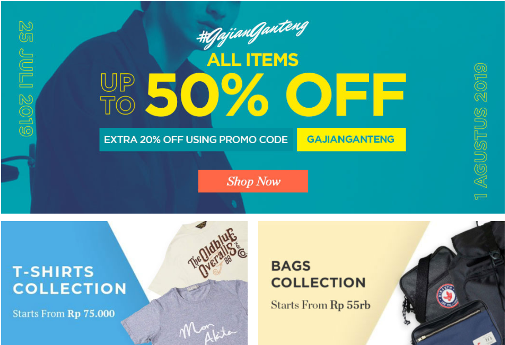 25 JULI 2019
#GajianGanteng
ALL ITEMS
UP TO 50% OFF
EXTRA 20% OFF USING PROMO CODE GAJIANGANTENG
Shop Now
1 AGUSTUS 2019
T-SHIRTS
COLLECTION
Starts From Rp 75.000
The Oldblue
Overalls
BAGS
COLLECTION
Starts From Rp 55rb